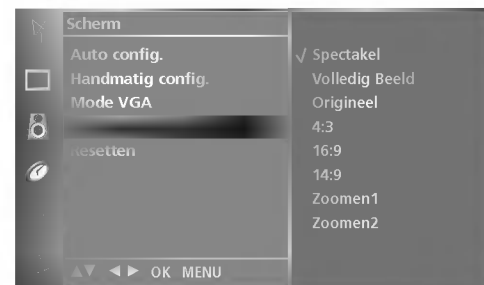 Scherm
Auto config.
Handmatig config.
Mode VGA
Resetten
OK MENU
√ Spectakel
Volledig Beeld
Origineel
4:3
16:9
14:9
Zoomen1
Zoomen2